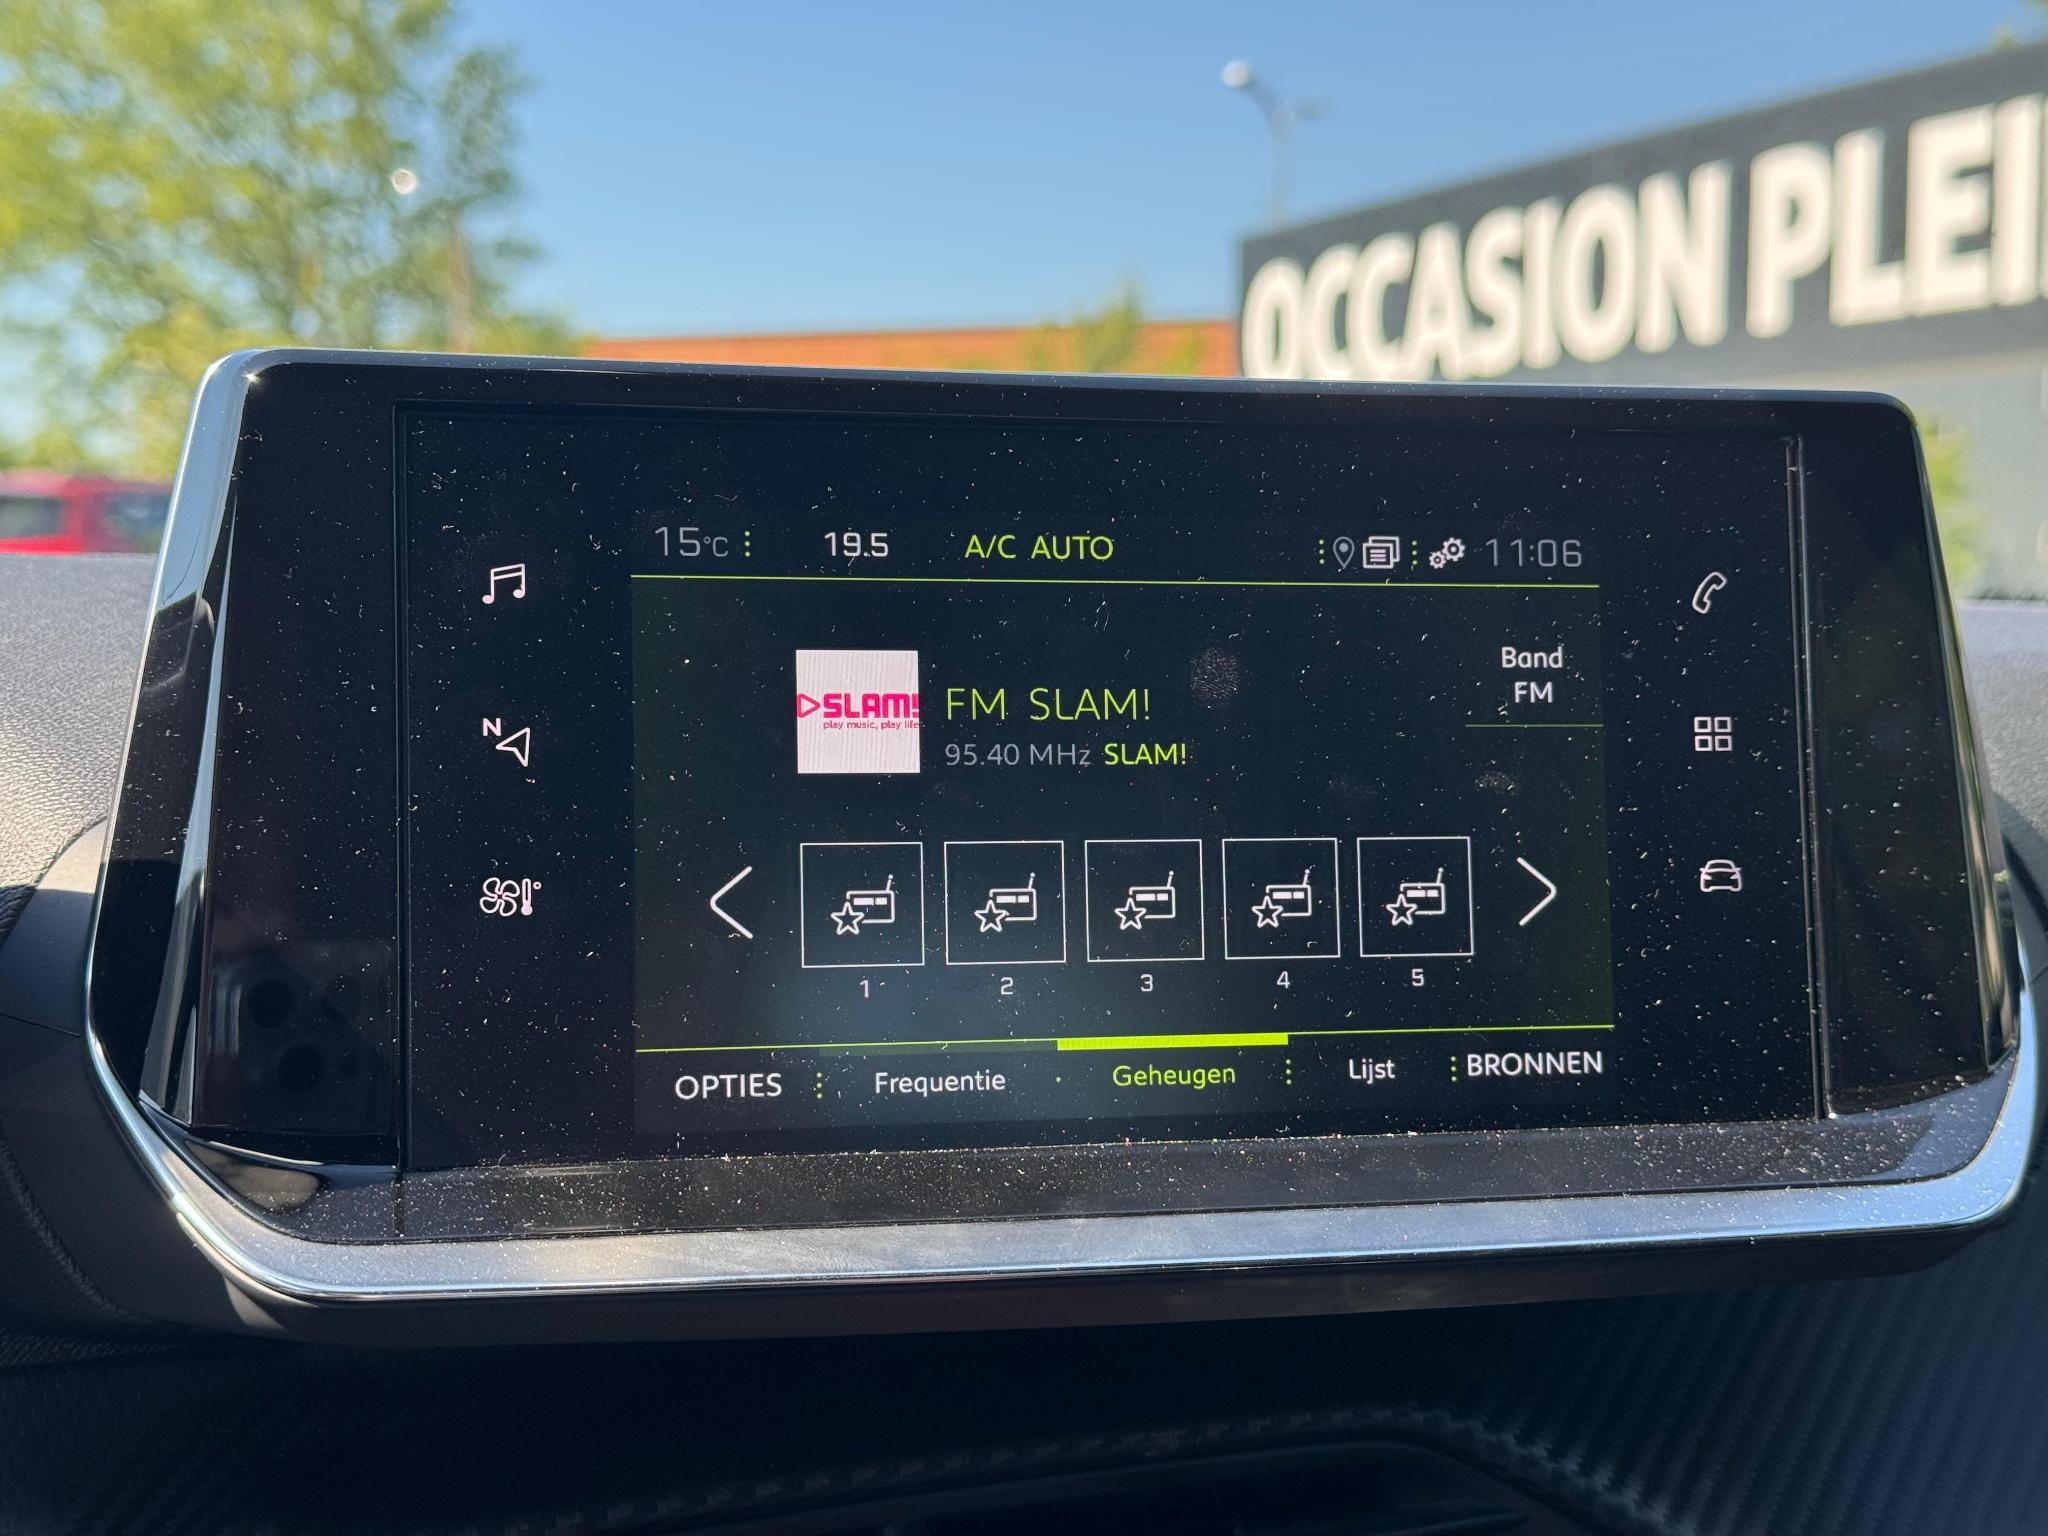 OCCASION PLEI
15°C
19.5
A/C AUTO
11:06
SLAM!
play music, play life
FM SLAM!
95.40 MHz SLAM!
Band
FM
N
1
2
3
4
5
OPTIES
Frequentie
Geheugen
Lijst
BRONNEN